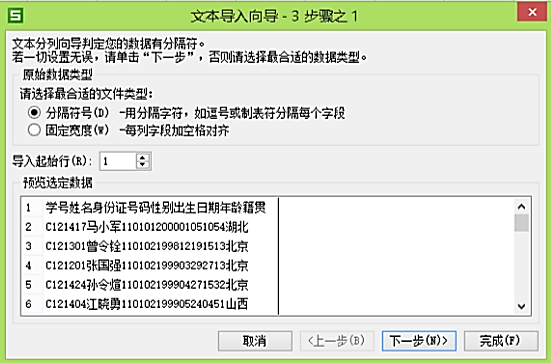 文本导入向导 - 3 步骤之 1
文本分列向导判定您的数据有分隔符。
若一切设置无误，请单击“下一步”，否则请选择最合适的数据类型。
原始数据类型
请选择最合适的文件类型：
分隔符号(D) -用分隔字符，如逗号或制表符分隔每个字段
固定宽度(W) -每列字段加空格对齐
导入起始行(R): 1
预览选定数据
1 学号姓名身份证号码性别出生日期年龄籍贯
2 C121417马小军110101200001051054湖北
3 C121301曾令铨110102199812191513北京
4 C121201张国强110102199903292713北京
5 C121424孙令煊110102199904271532北京
6 C121404江晓勇110102199905240451山西
取消 <上一步(B) 下一步(N)> 完成(F)